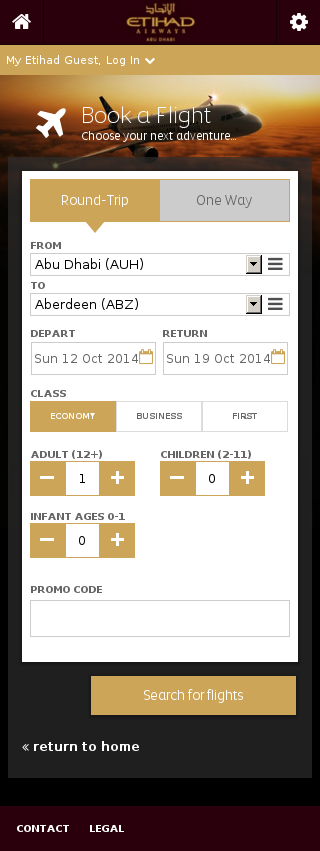 الإتحاد
ETIHAD
AIRWAYS
ABU DHABI
My Etihad Guest, Log In
Book a Flight
Choose your next adventure...
Round-Trip One Way
FROM
Abu Dhabi (AUH)
TO
Aberdeen (ABZ)
DEPART RETURN
Sun 12 Oct 2014 Sun 19 Oct 2014
CLASS
ECONOMY BUSINESS FIRST
ADULT (12+) CHILDREN (2-11)
1 0
INFANT AGES 0-1
0
PROMO CODE
Search for flights
« return to home
CONTACT LEGAL